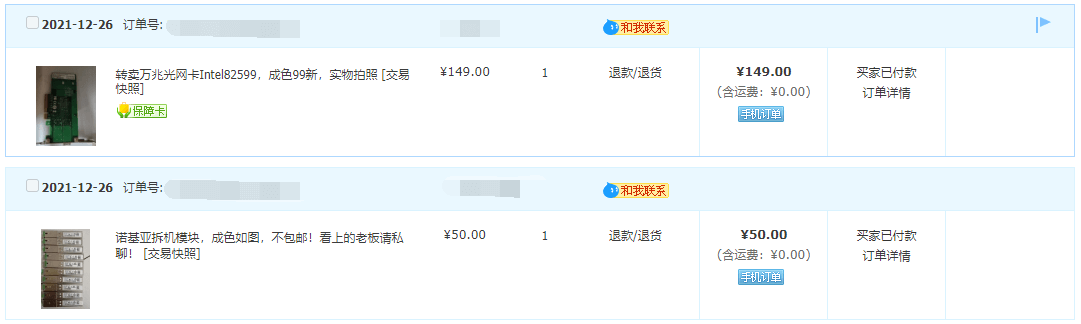 2021-12-26 订单号: 和我联系
转卖万兆光网卡Intel82599，成色99新，实物拍照 [交易
快照]
保障卡
¥149.00
1
退款/退货
¥149.00
（含运费：¥0.00）
手机订单
买家已付款
订单详情
2021-12-26 订单号: 和我联系
诺基亚拆机模块，成色如图，不包邮！看上的老板请私
聊！ [交易快照]
¥50.00
1
退款/退货
¥50.00
（含运费：¥0.00）
手机订单
买家已付款
订单详情